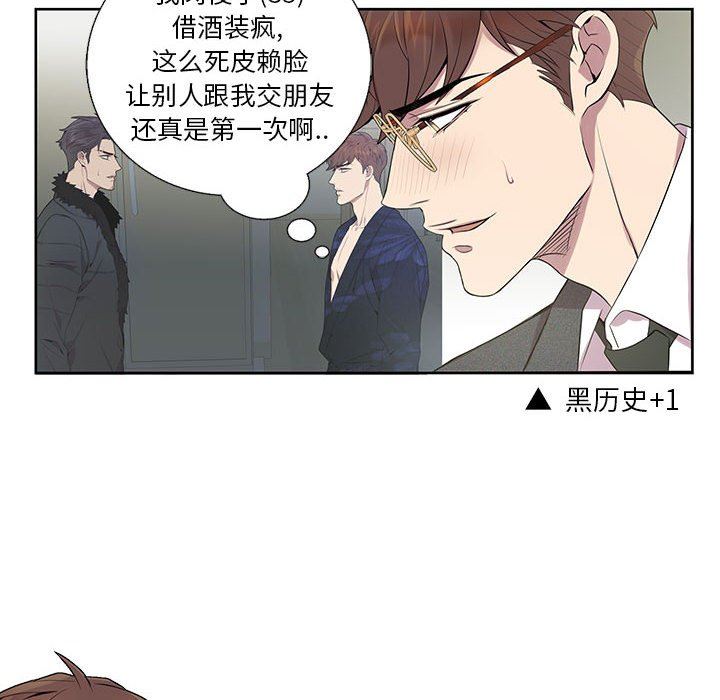 借酒装疯,
这么死皮赖脸
让别人跟我交朋友
还真是第一次啊..
▲ 黑历史+1